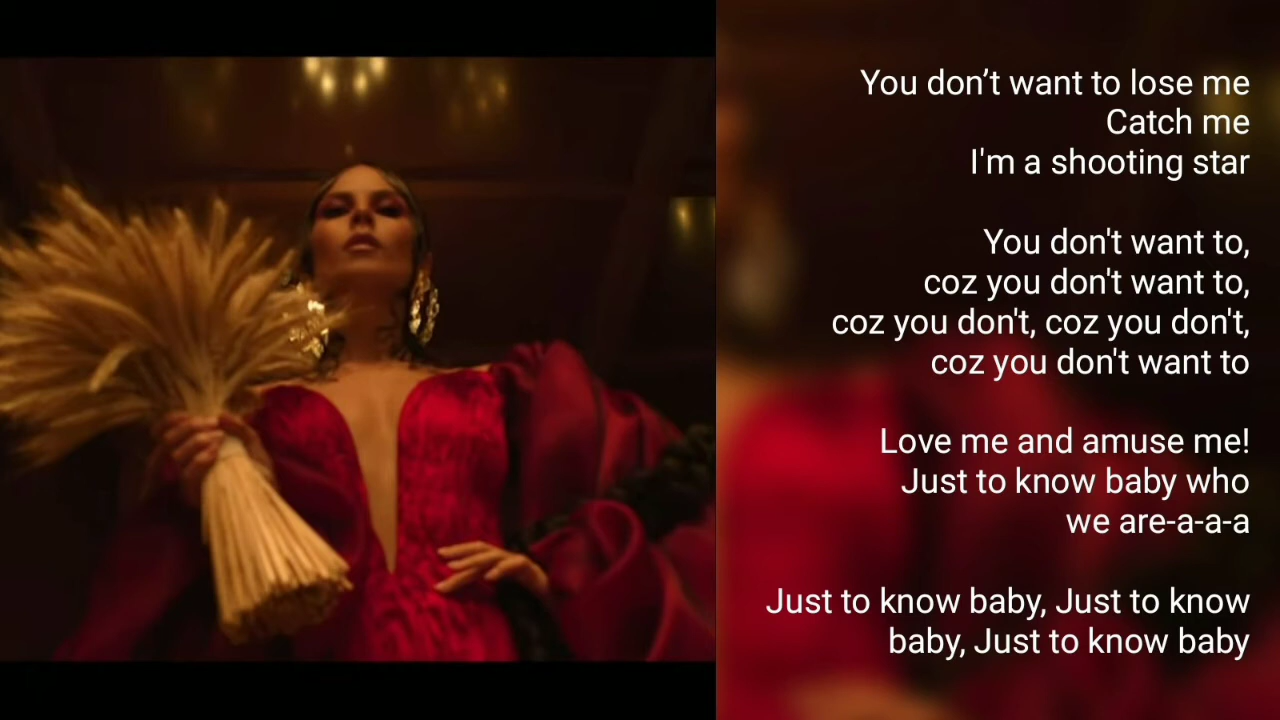 You don’t want to lose me
Catch me
I'm a shooting star
You don't want to,
coz you don't want to,
coz you don't, coz you don't,
coz you don't want to
Love me and amuse me!
Just to know baby who
we are-a-a-a
Just to know baby, Just to know
baby, Just to know baby